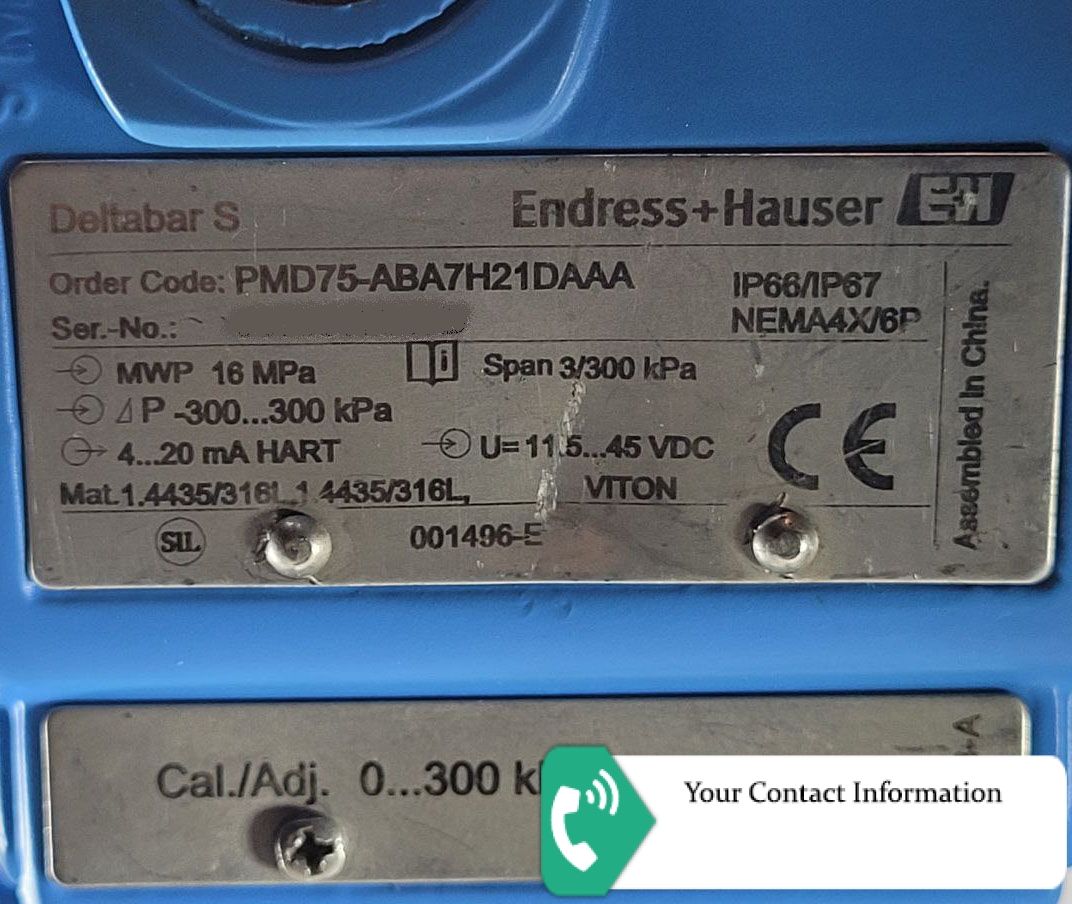 Deltabar S
Endress+Hauser E+H
Order Code: PMD75-ABA7H21DAAA
IP66/IP67
Ser.-No.:
NEMA4X/6P
MWP 16 MPa
i Span 3/300 kPa
ΔP -300...300 kPa
4...20 mA HART
U= 11.5...45 VDC
CE
Mat.1.4435/316L,1.4435/316L,
VITON
SIL
001496-E
Assembled in China.
Cal./Adj. 0...300
-A
Your Contact Information